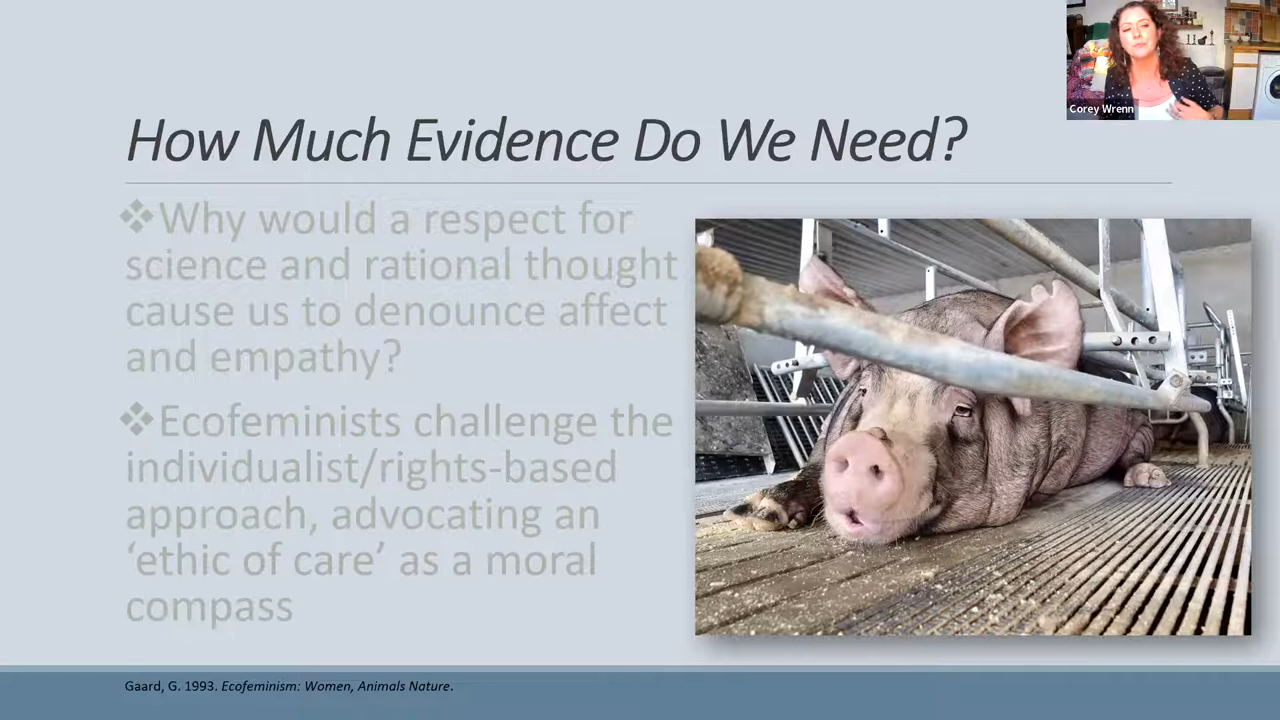 Corey Wrenn
How Much Evidence Do We Need?
❖Why would a respect for
science and rational thought
cause us to denounce affect
and empathy?
❖Ecofeminists challenge the
individualist/rights-based
approach, advocating an
‘ethic of care’ as a moral
compass
Gaard, G. 1993. Ecofeminism: Women, Animals Nature.